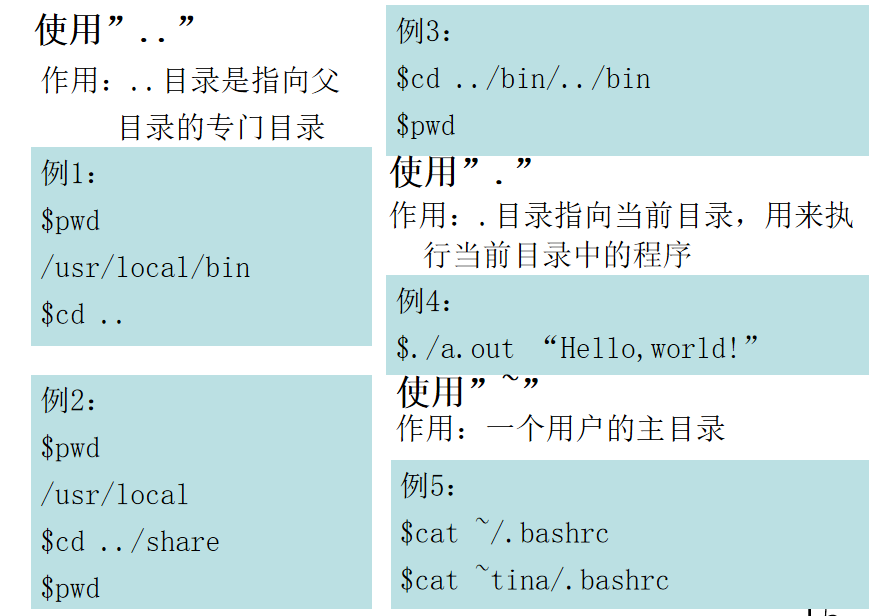 使用”..”
作用：..目录是指向父
目录的专门目录
例1：
$pwd
/usr/local/bin
$cd ..
例2：
$pwd
/usr/local
$cd ../share
$pwd
例3：
$cd ../bin/../bin
$pwd
使用”.”
作用：.目录指向当前目录，用来执
行当前目录中的程序
例4：
$./a.out “Hello,world!”
使用”~”
作用：一个用户的主目录
例5：
$cat ~/.bashrc
$cat ~tina/.bashrc